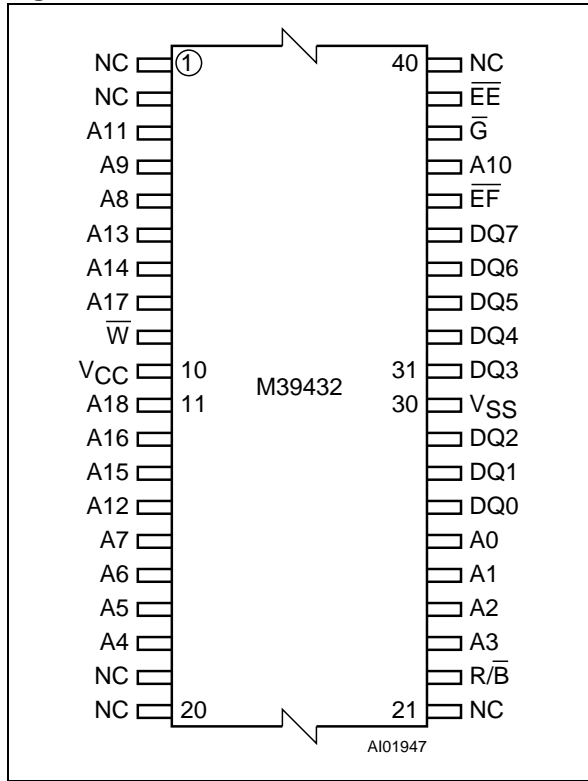 NC 1 40 NC
NC E̅E̅
A11 G̅
A9 A10
A8 E̅F̅
A13 DQ7
A14 DQ6
A17 DQ5
W̅ DQ4
VCC 10 31 DQ3
M39432
A18 11 30 VSS
A16 DQ2
A15 DQ1
A12 DQ0
A7 A0
A6 A1
A5 A2
A4 A3
NC R/B̅
NC 20 21 NC
AI01947